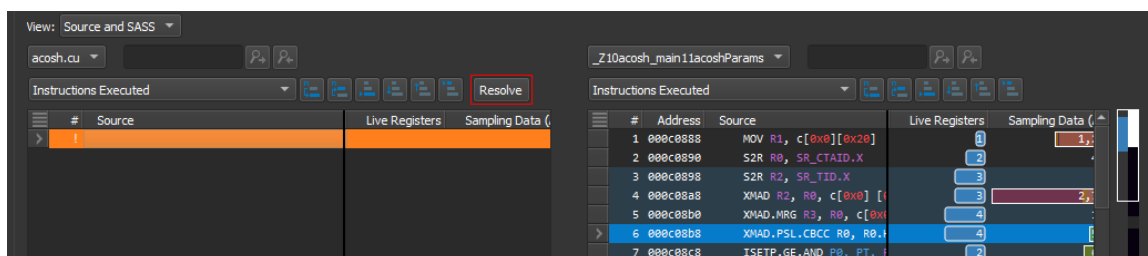 View: Source and SASS
acosh.cu
_Z10acosh_main11acoshParams
Instructions Executed
Resolve
Instructions Executed
# Source Live Registers Sampling Data (
!
# Address Source Live Registers Sampling Data (
1 000c0888 MOV R1, c[0x0][0x20] 1 1,
2 000c0890 S2R R0, SR_CTAID.X 2
3 000c0898 S2R R2, SR_TID.X 3
4 000c08a8 XMAD R2, R0, c[0x0] [ 3 2,
5 000c08b0 XMAD.MRG R3, R0, c[0x 4
6 000c08b8 XMAD.PSL.CBCC R0, R0. 4
7 000c08c8 ISETP.GE.AND P0, PT, 2